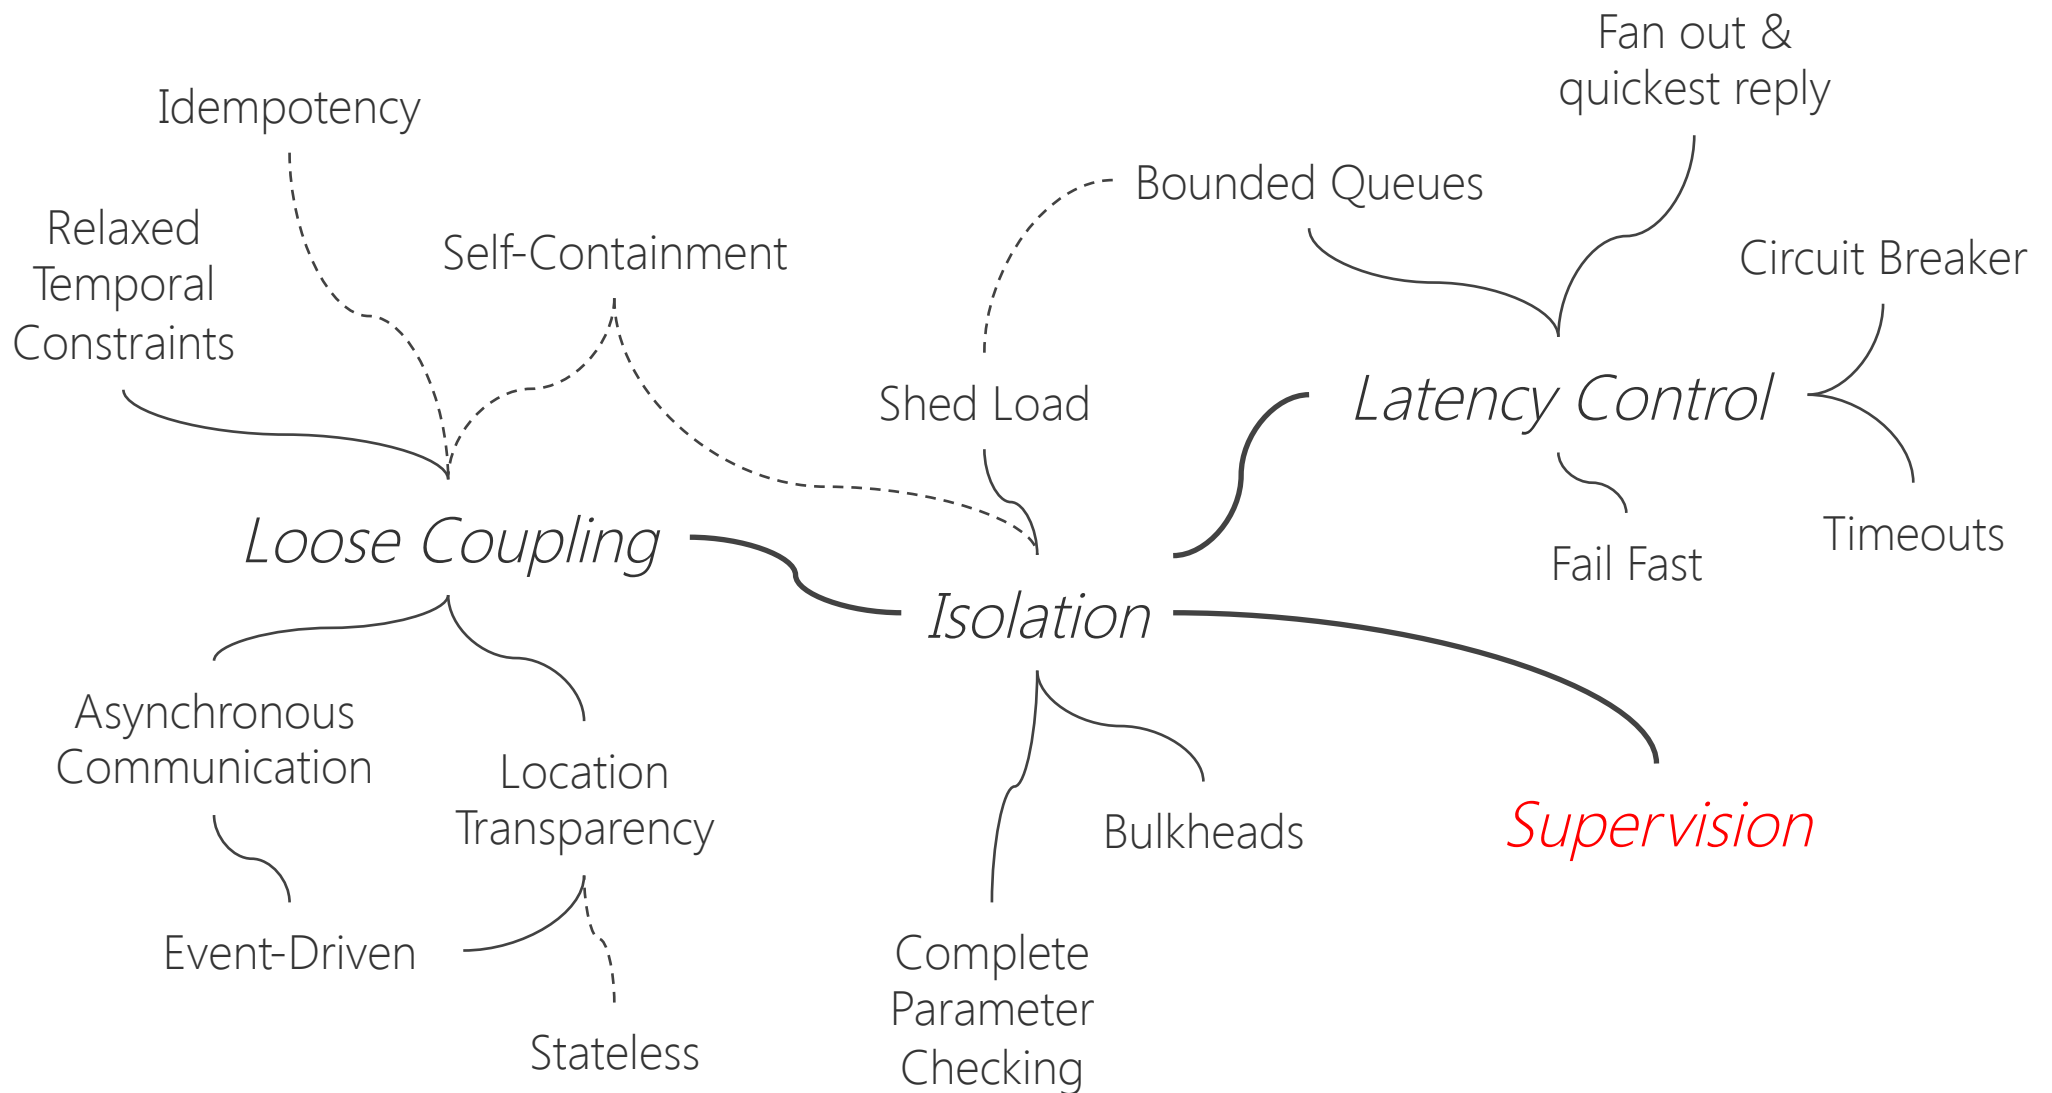 Fan out &
quickest reply
Idempotency
Bounded Queues
Relaxed
Temporal
Constraints
Self-Containment
Circuit Breaker
Shed Load
Latency Control
Loose Coupling
Fail Fast
Timeouts
Isolation
Asynchronous
Communication
Location
Transparency
Bulkheads
Supervision
Event-Driven
Complete
Parameter
Checking
Stateless